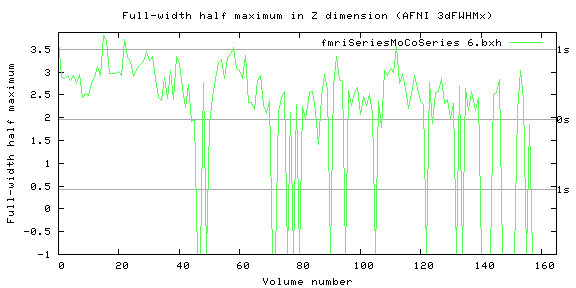 Full-width half maximum in Z dimension (AFNI 3dFWHMx)
fmriSeriesMoCoSeries 6.bxh
Full-width half maximum
3.5
3
2.5
2
1.5
1
0.5
0
-0.5
-1
1s
0s
1s
0 20 40 60 80 100 120 140 160
Volume number